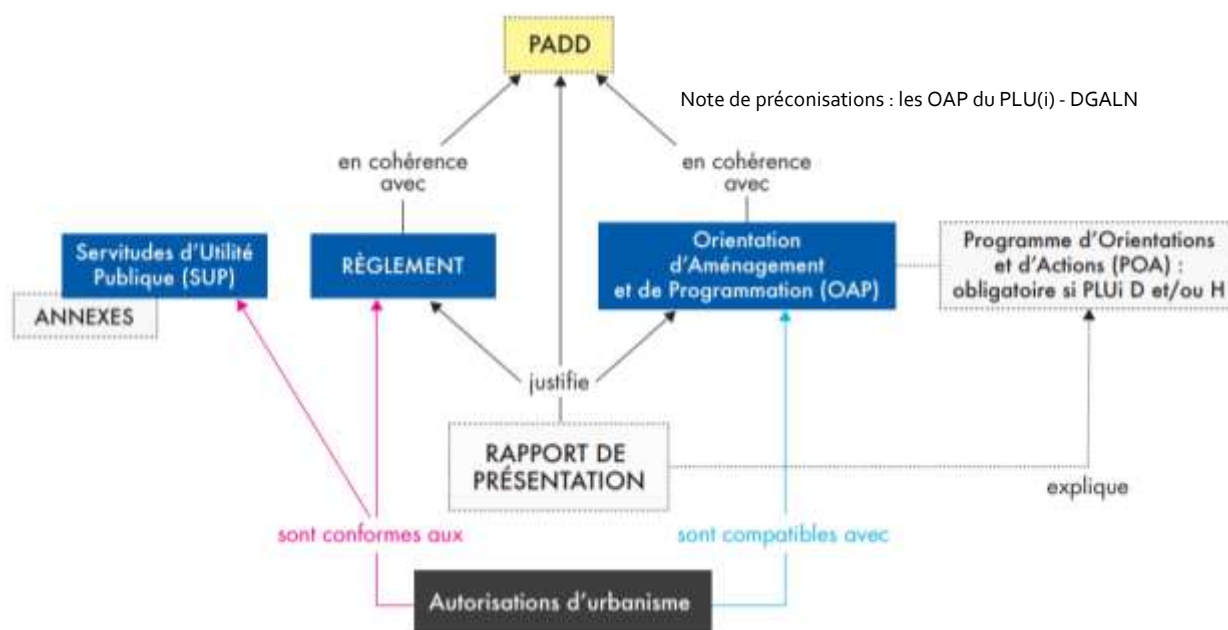 PADD
Note de préconisations : les OAP du PLU(i) - DGALN
en cohérence
avec
en cohérence
avec
Servitudes d'Utilité
Publique (SUP)
ANNEXES
RÈGLEMENT
Orientation
d'Aménagement
et de Programmation (OAP)
Programme d'Orientations
et d'Actions (POA) :
obligatoire si PLUi D et/ou H
justifie
RAPPORT DE
PRÉSENTATION
explique
sont conformes aux
sont compatibles avec
Autorisations d'urbanisme